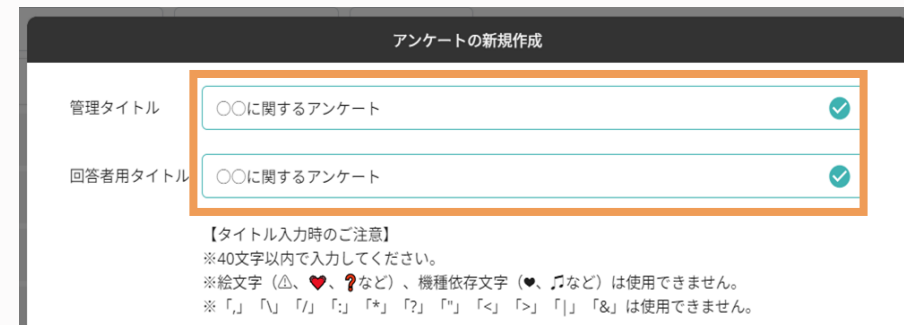 アンケートの新規作成
管理タイトル
○○に関するアンケート
回答者用タイトル
○○に関するアンケート
【タイトル入力時のご注意】
※40文字以内で入力してください。
※絵文字（⚠、❤、❓など）、機種依存文字（♥、♫など）は使用できません。
※「,」「\」「/」「:」「*」「?」「"」「<」「>」「|」「&」は使用できません。